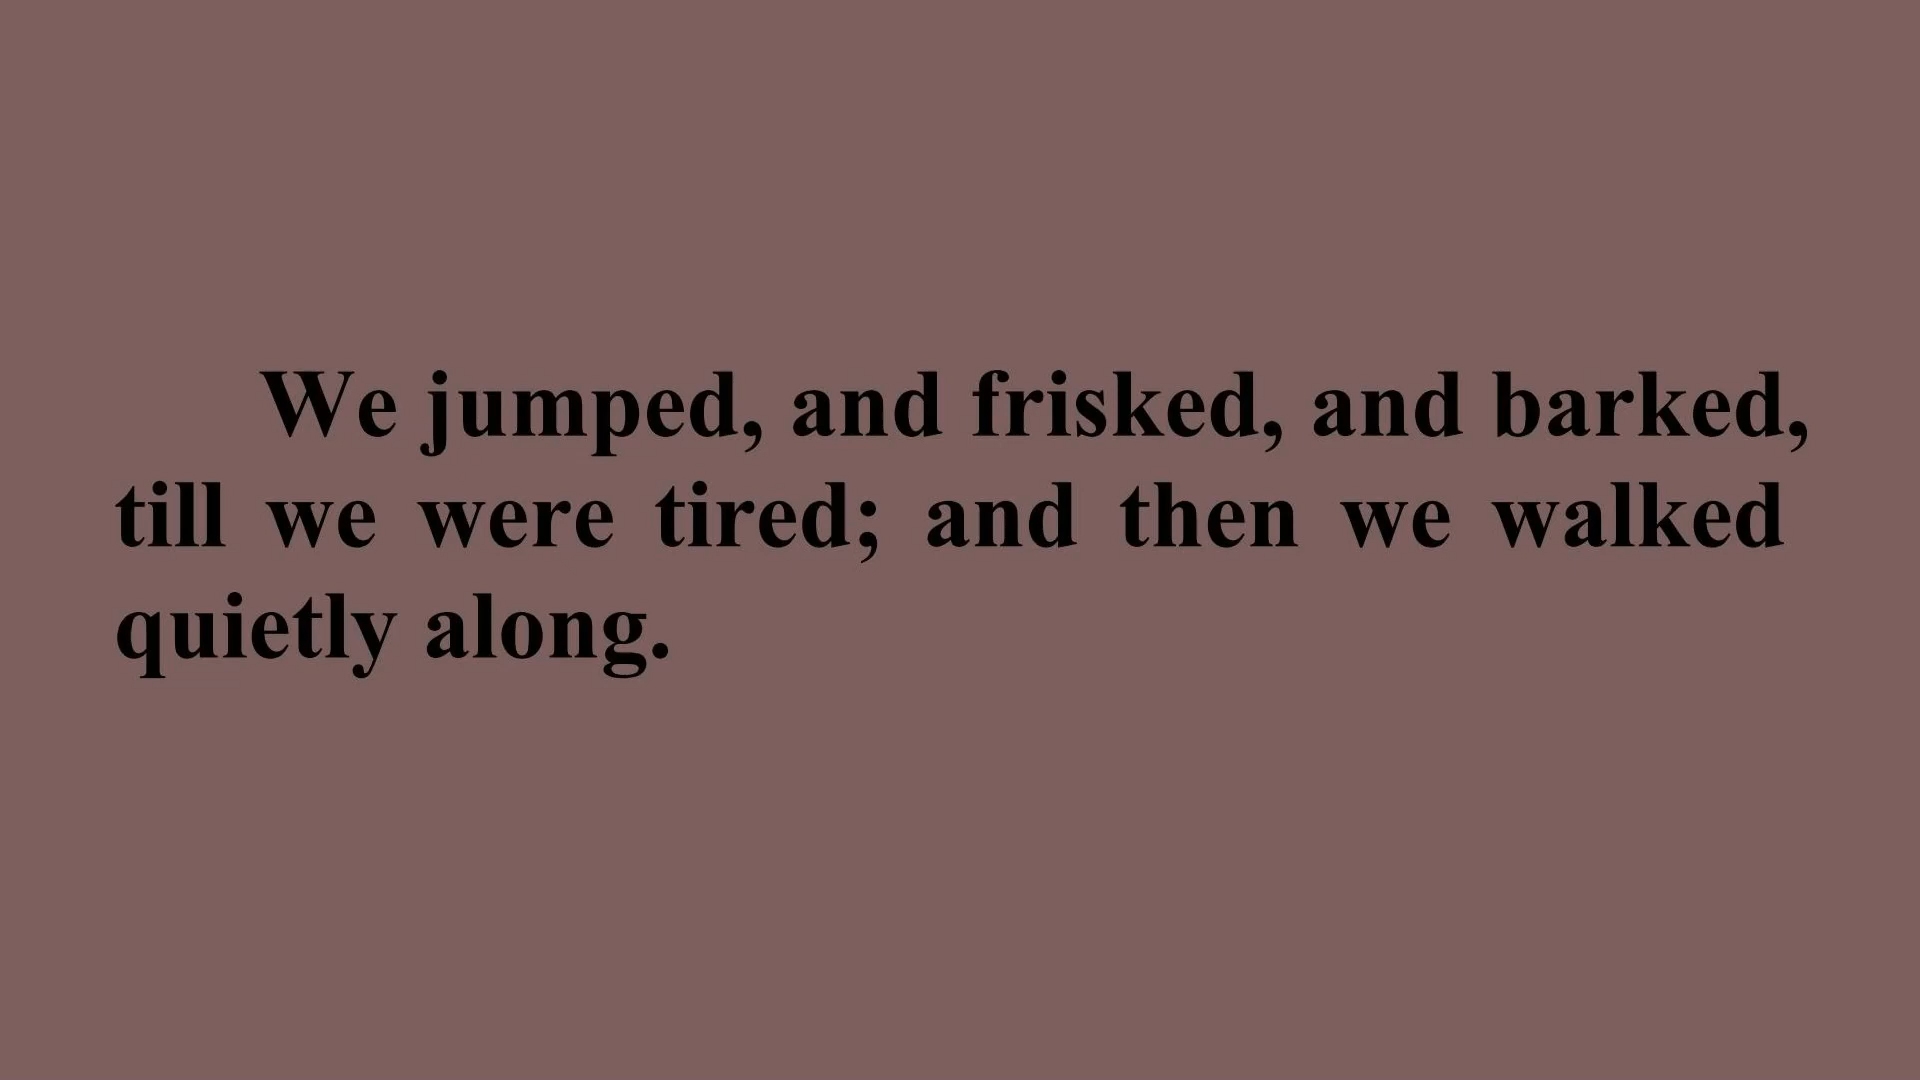 We jumped, and frisked, and barked,
till we were tired; and then we walked
quietly along.